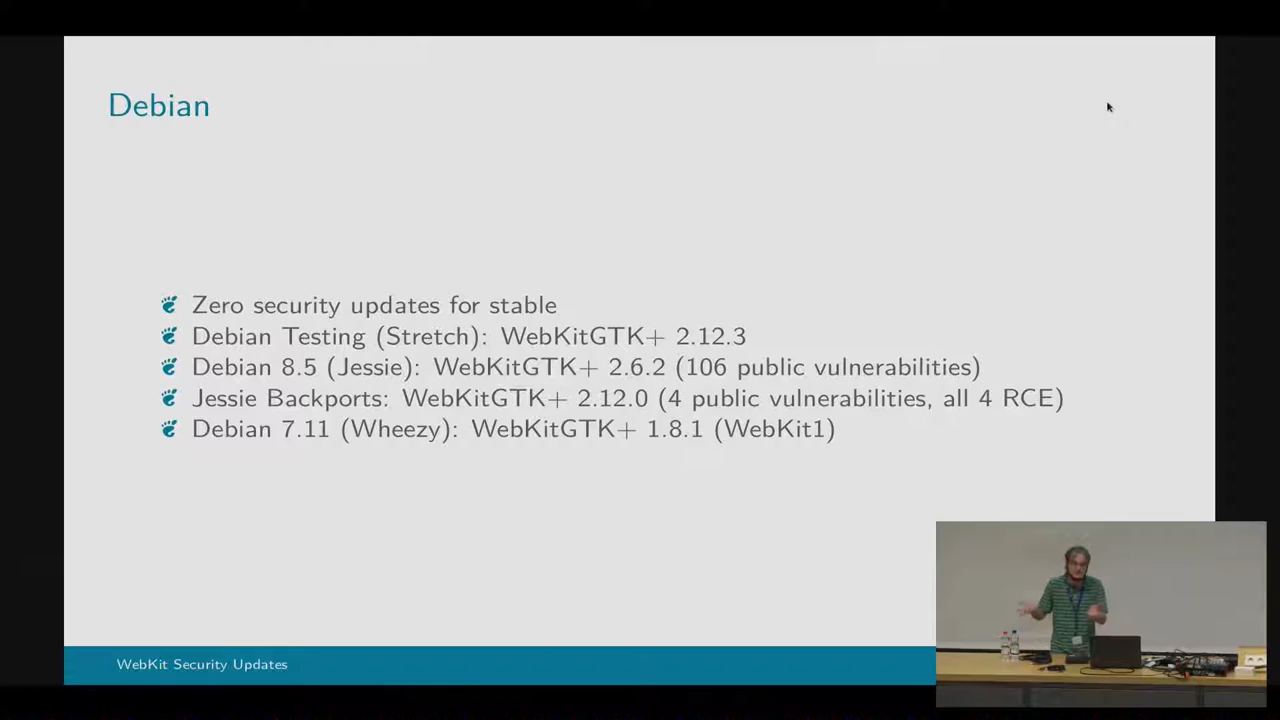 Debian
Zero security updates for stable
Debian Testing (Stretch): WebKitGTK+ 2.12.3
Debian 8.5 (Jessie): WebKitGTK+ 2.6.2 (106 public vulnerabilities)
Jessie Backports: WebKitGTK+ 2.12.0 (4 public vulnerabilities, all 4 RCE)
Debian 7.11 (Wheezy): WebKitGTK+ 1.8.1 (WebKit1)
WebKit Security Updates